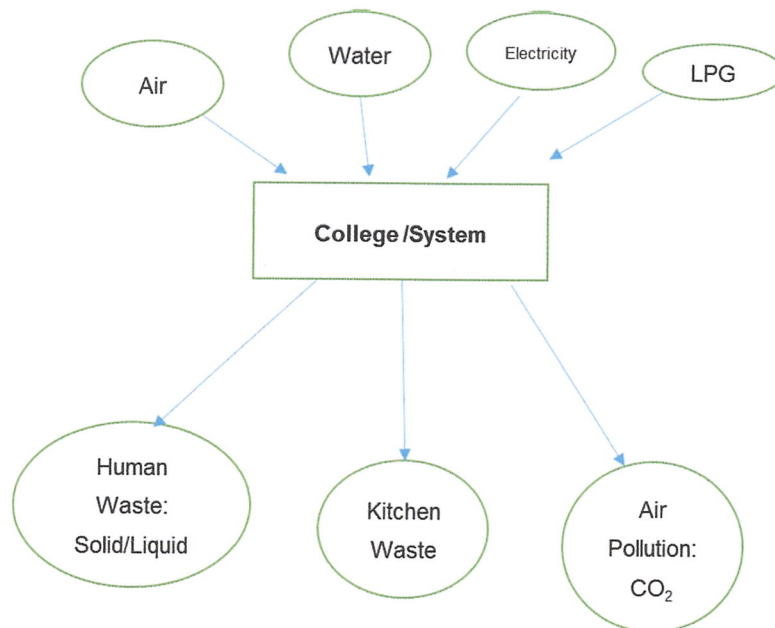 Air
Water
Electricity
LPG
College/System
Human
Waste:
Solid/Liquid
Kitchen
Waste
Air
Pollution:
CO₂